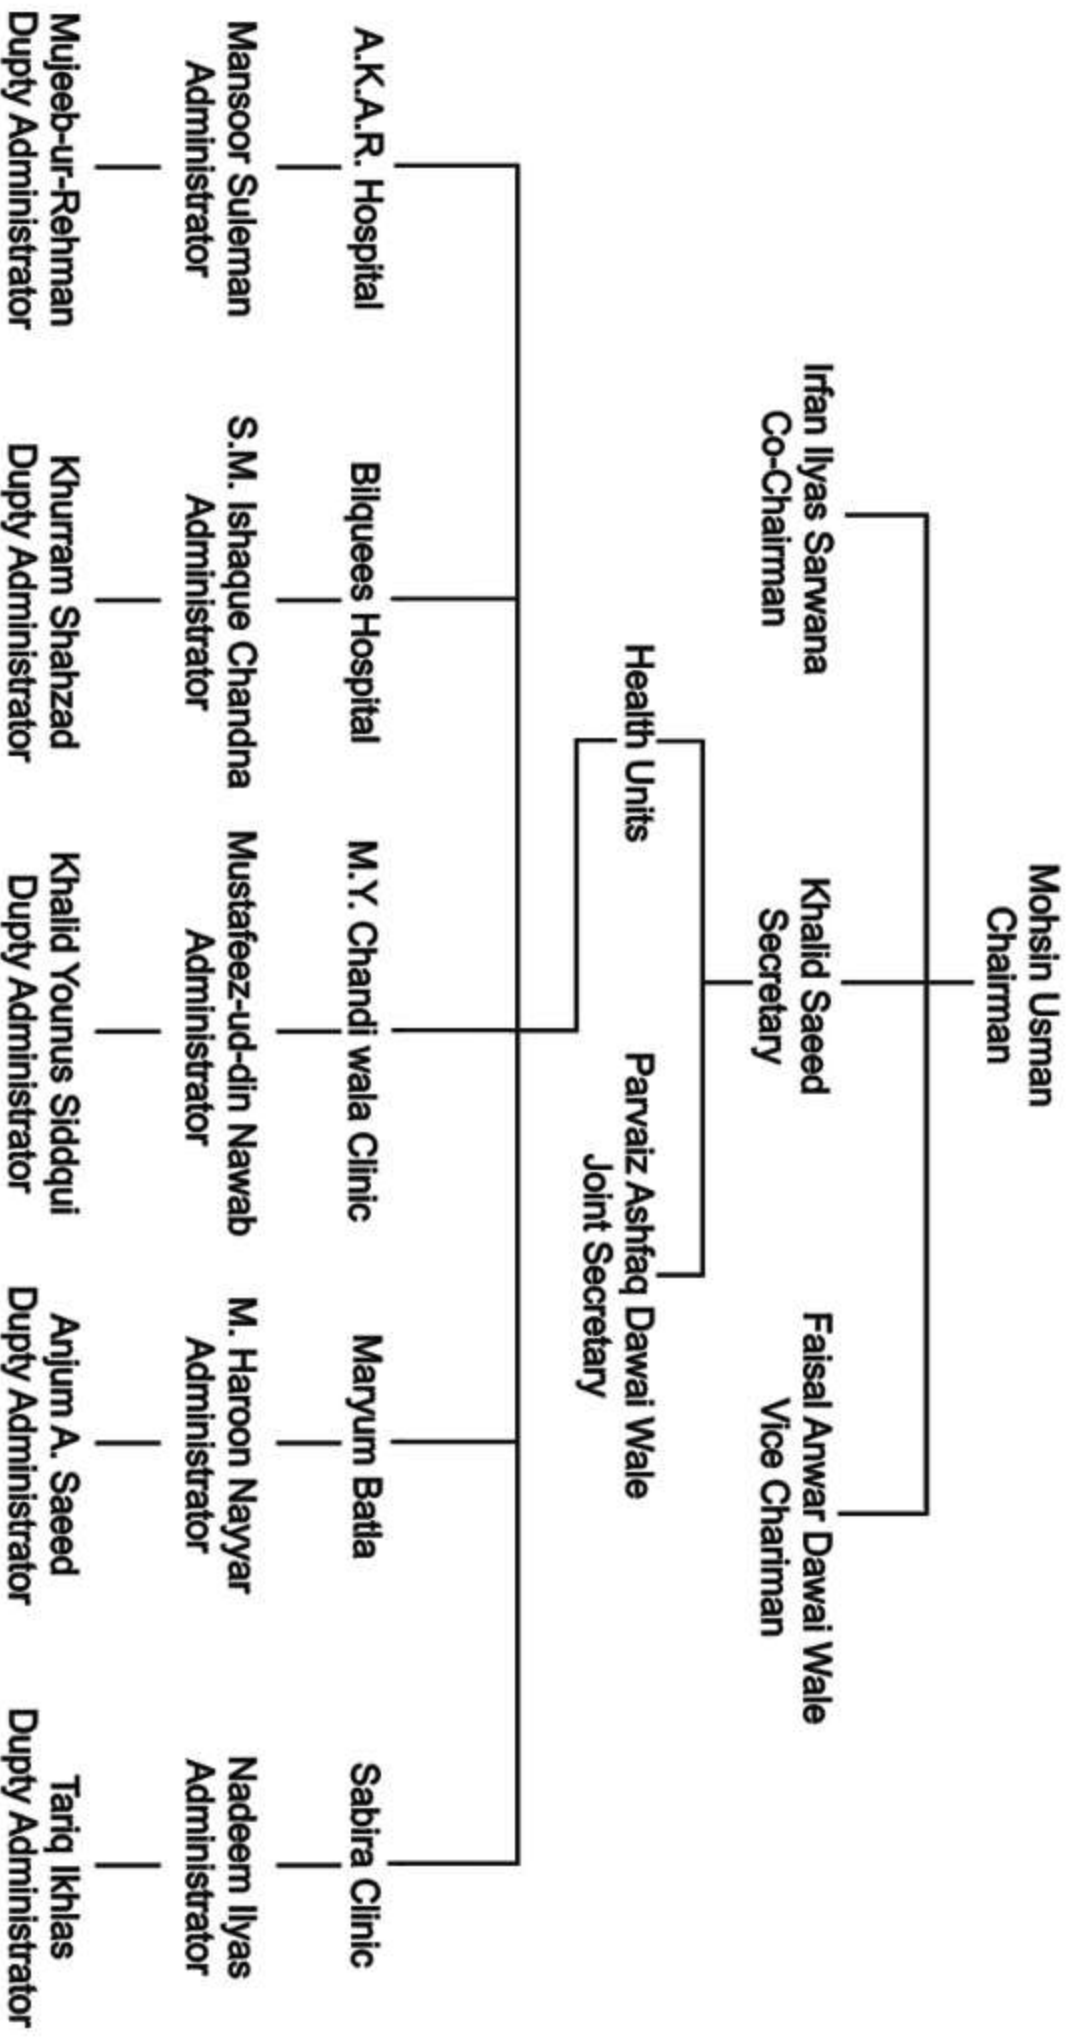 Mohsin Usman
Chairman
Irfan Ilyas Sarwana
Co-Chairman
Khalid Saeed
Secretary
Faisal Anwar Dawai Wale
Vice Chariman
Health Units
Parvaiz Ashfaq Dawai Wale
Joint Secretary
A.K.A.R. Hospital
Bilquees Hospital
M.Y. Chandi wala Clinic
Maryum Batla
Sabira Clinic
Mansoor Suleman
Administrator
S.M. Ishaque Chandna
Administrator
Mustafeez-ud-din Nawab
Administrator
M. Haroon Nayyar
Administrator
Nadeem Ilyas
Administrator
Mujeeb-ur-Rehman
Dupty Administrator
Khurram Shahzad
Dupty Administrator
Khalid Younus Siddqui
Dupty Administrator
Anjum A. Saeed
Dupty Administrator
Tariq Ikhlas
Dupty Administrator